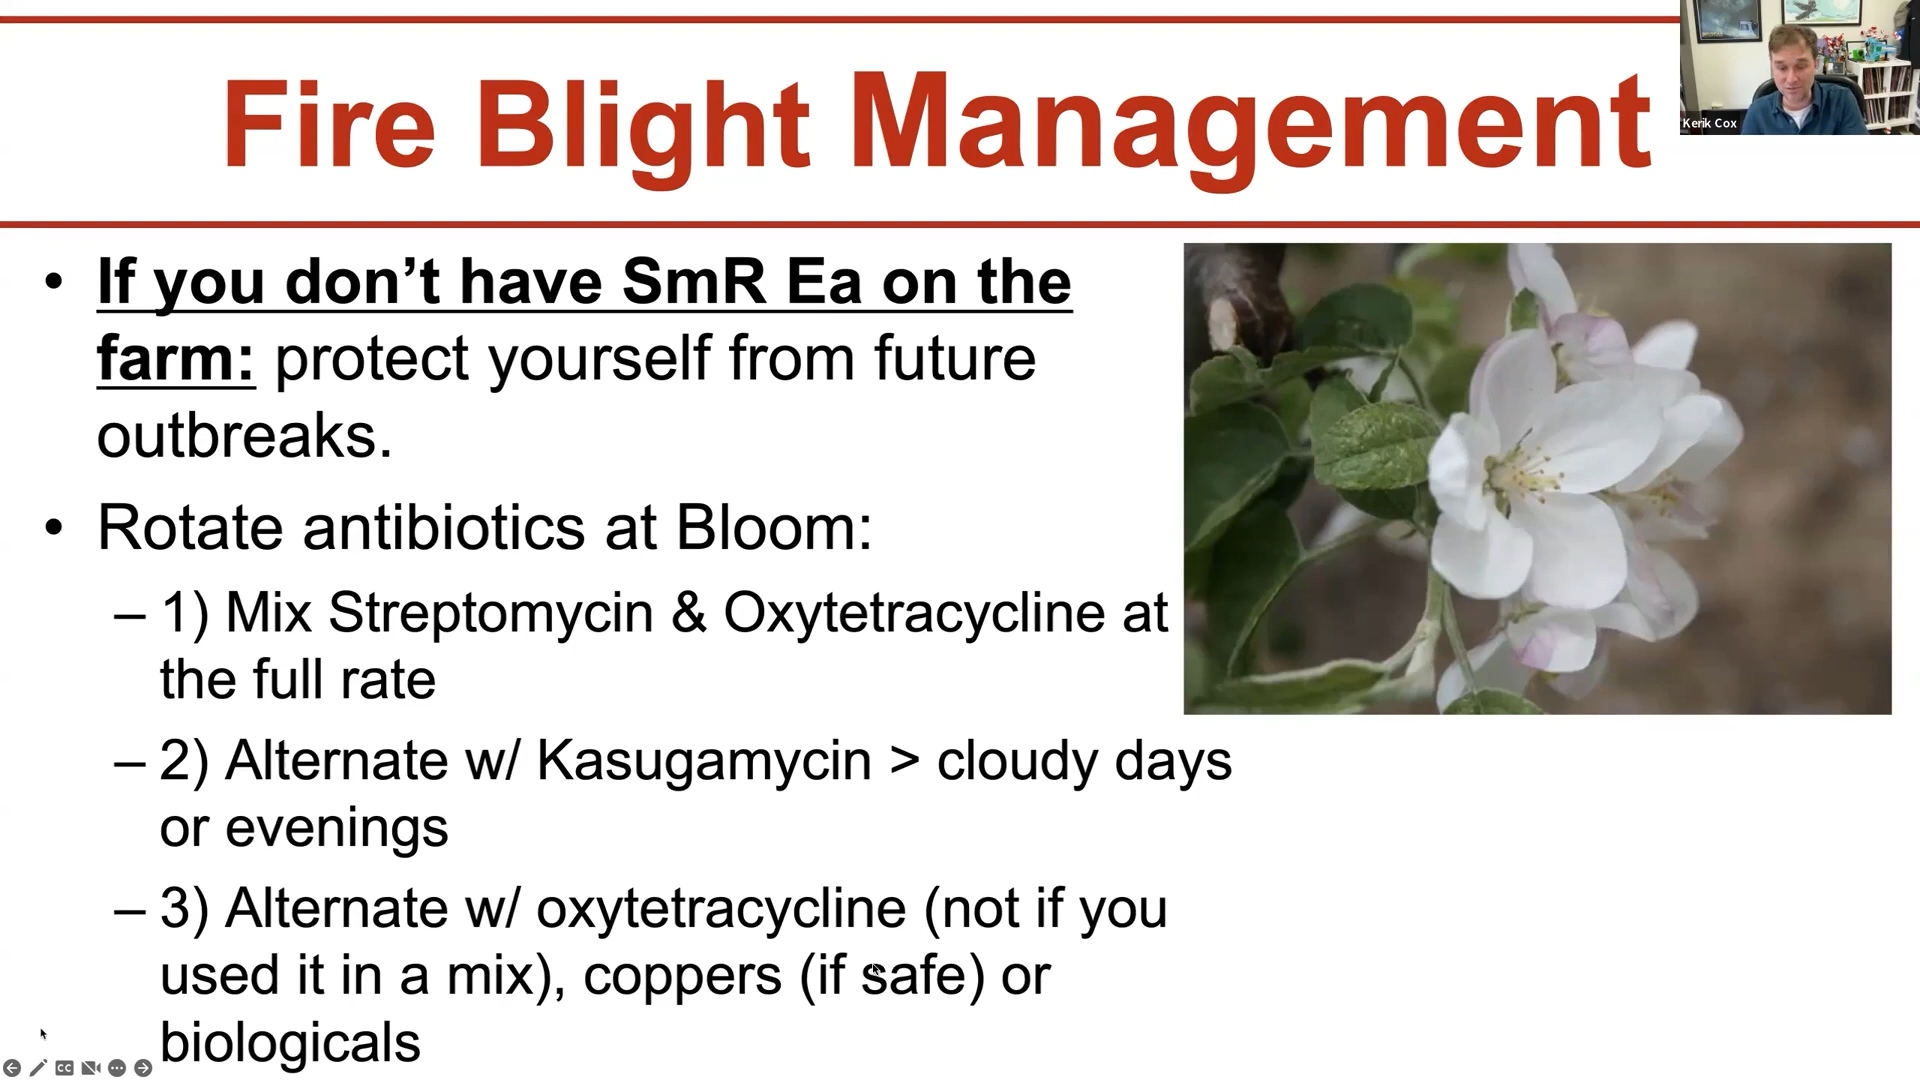 Fire Blight Management
Kerik Cox
• If you don’t have SmR Ea on the
farm: protect yourself from future
outbreaks.
• Rotate antibiotics at Bloom:
– 1) Mix Streptomycin & Oxytetracycline at
the full rate
– 2) Alternate w/ Kasugamycin > cloudy days
or evenings
– 3) Alternate w/ oxytetracycline (not if you
used it in a mix), coppers (if safe) or
biologicals
CC